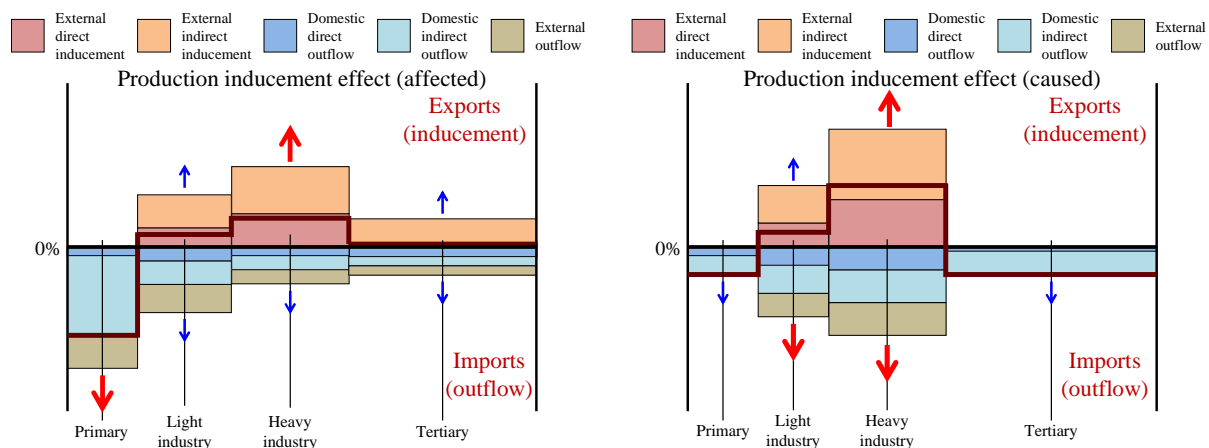 External
direct
inducement
External
indirect
inducement
Domestic
direct
outflow
Domestic
indirect
outflow
External
outflow
Production inducement effect (affected)
Exports
(inducement)
0%
Imports
(outflow)
Primary
Light
industry
Heavy
industry
Tertiary
External
direct
inducement
External
indirect
inducement
Domestic
direct
outflow
Domestic
indirect
outflow
External
outflow
Production inducement effect (caused)
Exports
(inducement)
0%
Imports
(outflow)
Primary
Light
industry
Heavy
industry
Tertiary